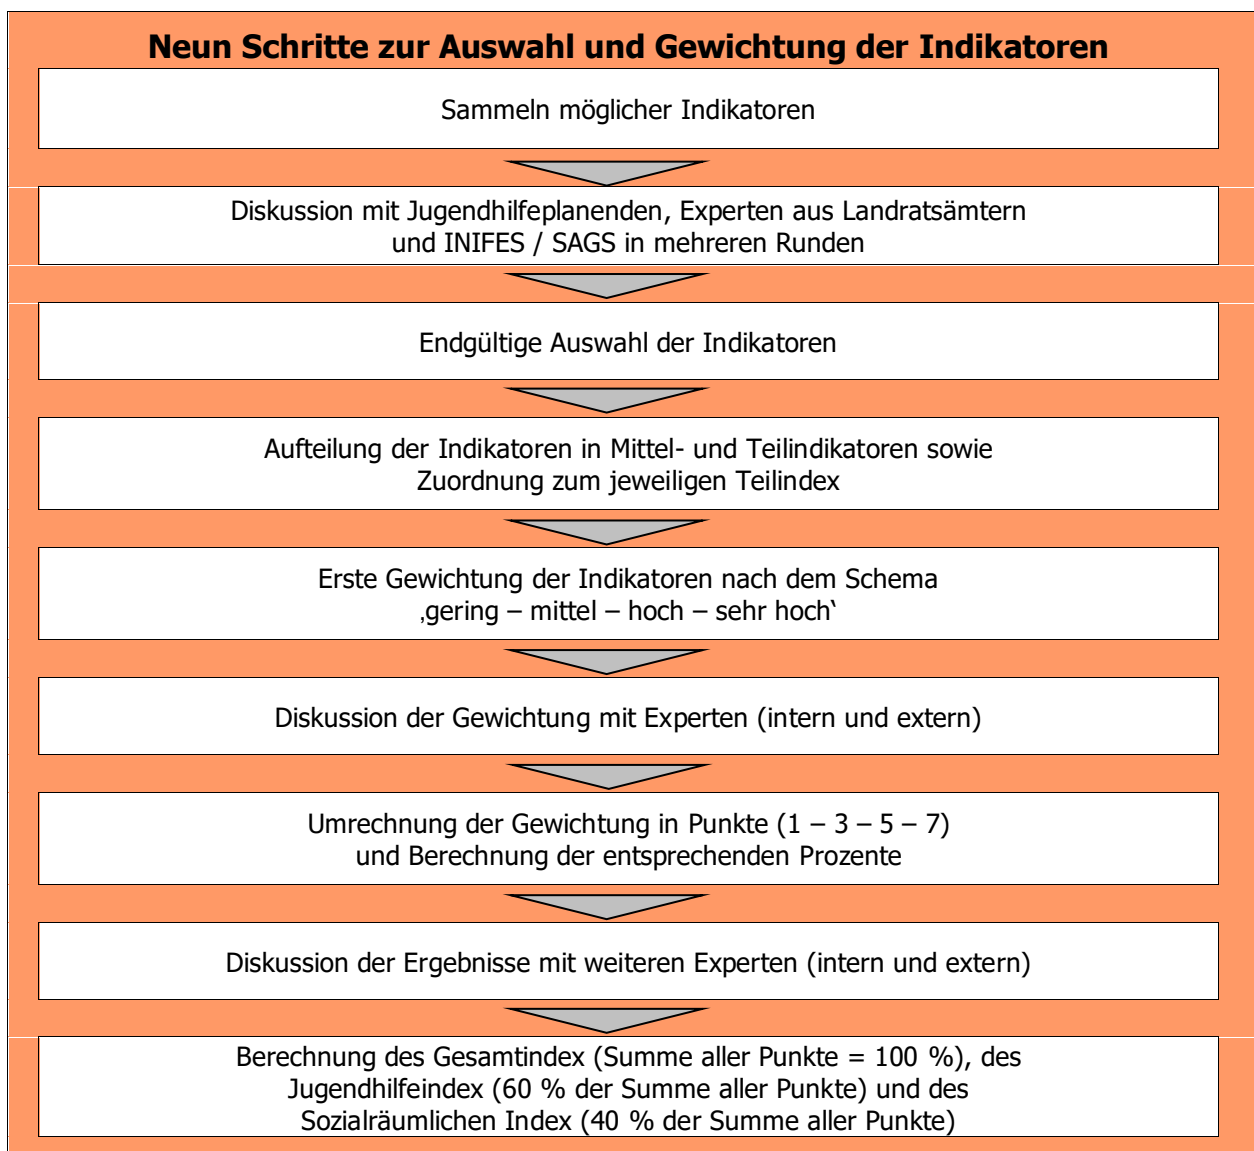 Neun Schritte zur Auswahl und Gewichtung der Indikatoren
Sammeln möglicher Indikatoren
Diskussion mit Jugendhilfeplanenden, Experten aus Landratsämtern
und INIFES / SAGS in mehreren Runden
Endgültige Auswahl der Indikatoren
Aufteilung der Indikatoren in Mittel- und Teilindikatoren sowie
Zuordnung zum jeweiligen Teilindex
Erste Gewichtung der Indikatoren nach dem Schema
‚gering – mittel – hoch – sehr hoch‛
Diskussion der Gewichtung mit Experten (intern und extern)
Umrechnung der Gewichtung in Punkte (1 – 3 – 5 – 7)
und Berechnung der entsprechenden Prozente
Diskussion der Ergebnisse mit weiteren Experten (intern und extern)
Berechnung des Gesamtindex (Summe aller Punkte = 100 %), des
Jugendhilfeindex (60 % der Summe aller Punkte) und des
Sozialräumlichen Index (40 % der Summe aller Punkte)